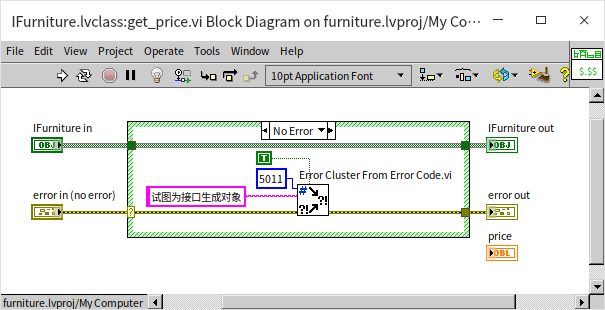 IFurniture.lvclass:get_price.vi Block Diagram on furniture.lvproj/My Co⋯
File Edit View Project Operate Tools Window Help
10pt Application Font
$.$$
IFurniture in
No Error
IFurniture out
OBJ
OBJ
T
5011
Error Cluster From Error Code.vi
error in (no error)
试图为接口生成对象
#
?!
?!
?!
error out
?
price
DBL
furniture.lvproj/My Computer